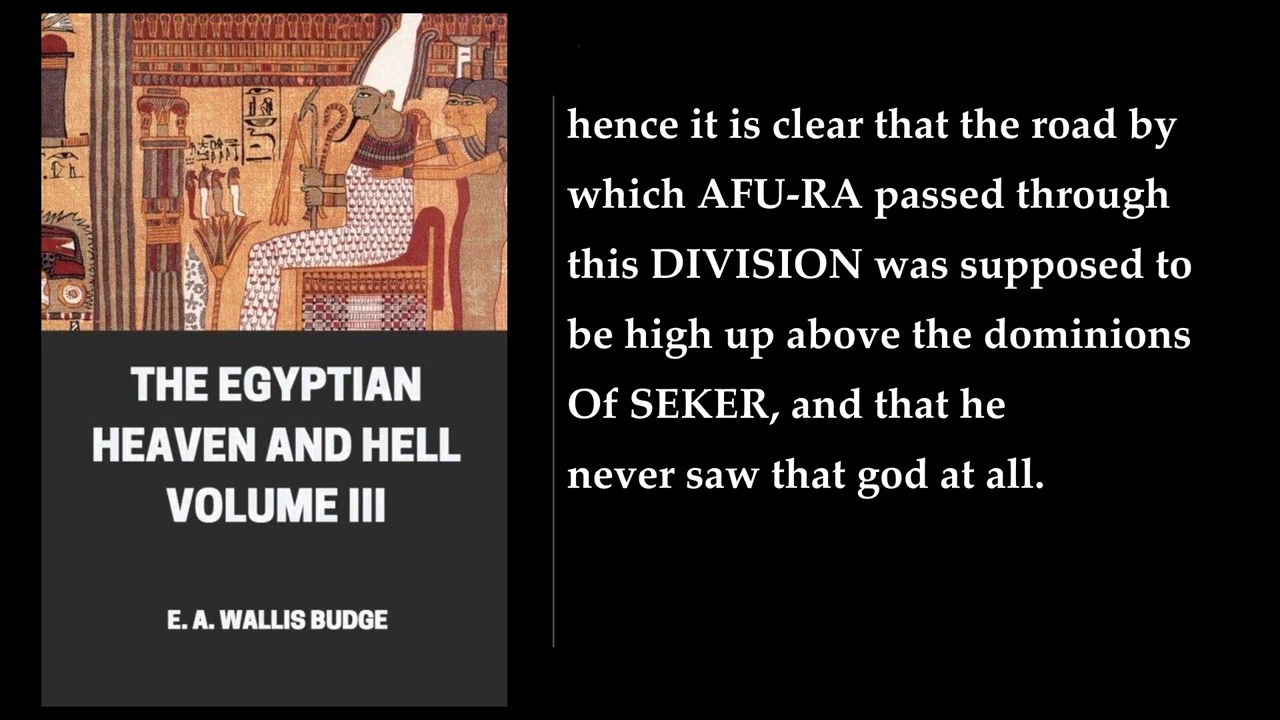 THE EGYPTIAN
HEAVEN AND HELL
VOLUME III
E. A. WALLIS BUDGE
hence it is clear that the road by
which AFU-RA passed through
this DIVISION was supposed to
be high up above the dominions
Of SEKER, and that he
never saw that god at all.